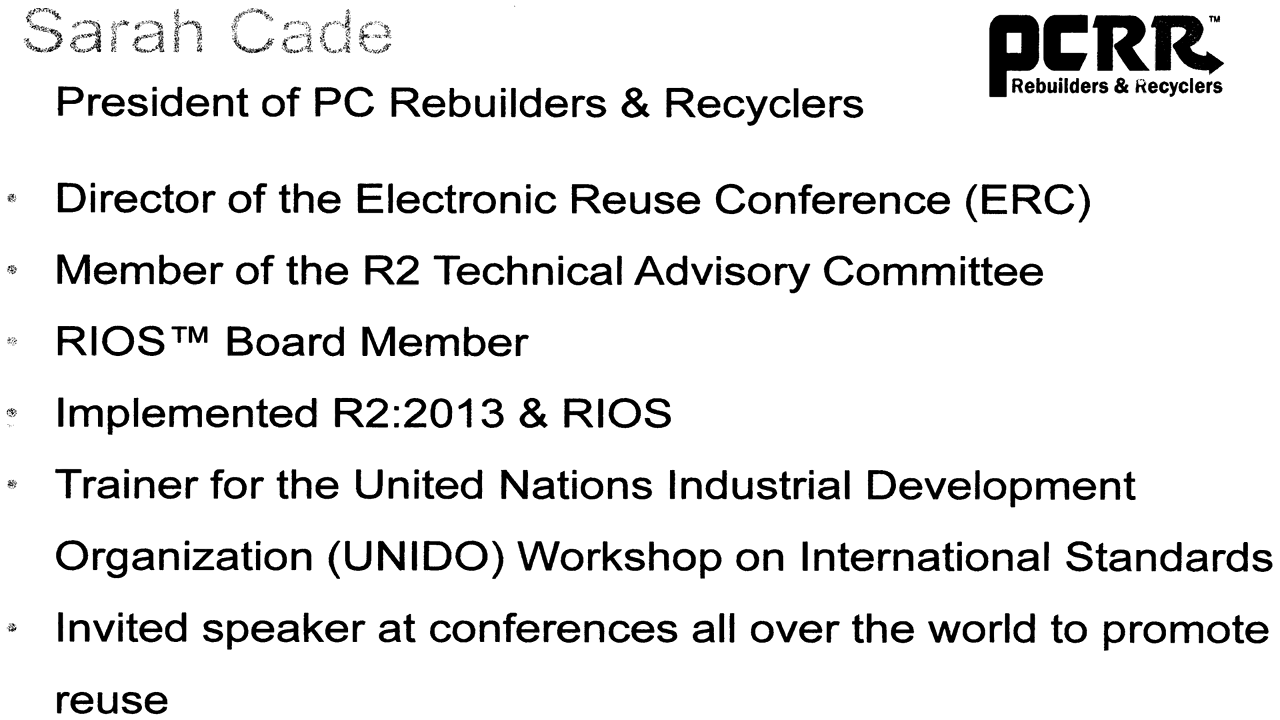 Sarah Cade
PCRR™
Rebuilders & Recyclers
President of PC Rebuilders & Recyclers
• Director of the Electronic Reuse Conference (ERC)
• Member of the R2 Technical Advisory Committee
• RIOS™ Board Member
• Implemented R2:2013 & RIOS
• Trainer for the United Nations Industrial Development
Organization (UNIDO) Workshop on International Standards
• Invited speaker at conferences all over the world to promote
reuse